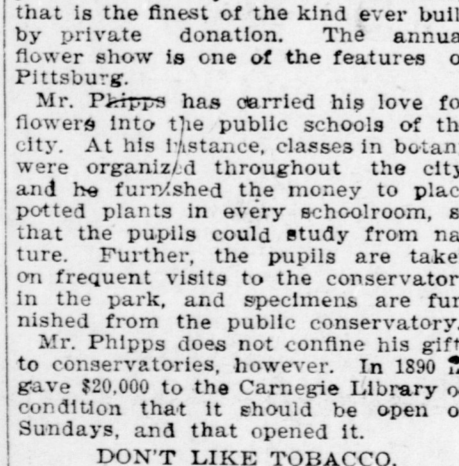 that is the finest of the kind ever buil
by private donation. The annua
flower show is one of the features o
Pittsburg.
Mr. Phipps has carried his love fo
flowers into the public schools of th
city. At his instance, classes in botan
were organized throughout the city
and he furnished the money to plac
potted plants in every schoolroom, s
that the pupils could study from na
ture. Further, the pupils are take
on frequent visits to the conservator
in the park, and specimens are fur
nished from the public conservatory.
Mr. Phipps does not confine his gift
to conservatories, however. In 1890
gave $20,000 to the Carnegie Library o
condition that it should be open o
Sundays, and that opened it.
DON'T LIKE TOBACCO.